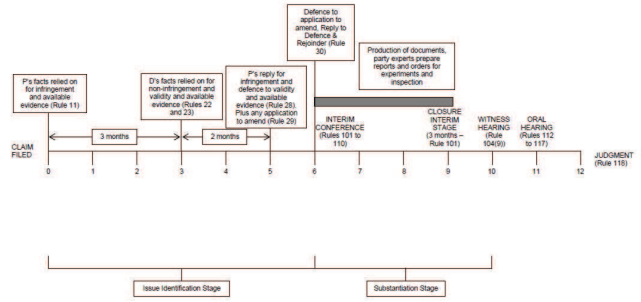 Defence to
application to
amend, Reply to
Defence &
Rejoinder (Rule
30)
Production of documents,
party experts prepare
reports and orders for
experiments and
inspection
P's facts relied on
for infringement
and available
evidence (Rule 11)
D's facts relied on for
non-infringement and
validity and available
evidence (Rules 22
and 23)
P's reply for
infringement and
defence to validity
and available
evidence (Rule 28).
Plus any application
to amend (Rule 29)
3 months
2 months
INTERIM
CONFERENCE
(Rules 101 to
110)
CLOSURE
INTERIM
STAGE
(3 months –
Rule 101)
WITNESS
HEARING
(Rule
104(9))
ORAL
HEARING
(Rules 112
to 117)
CLAIM
FILED
JUDGMENT
(Rule 118)
0 1 2 3 4 5 6 7 8 9 10 11 12
Issue Identification Stage
Substantiation Stage